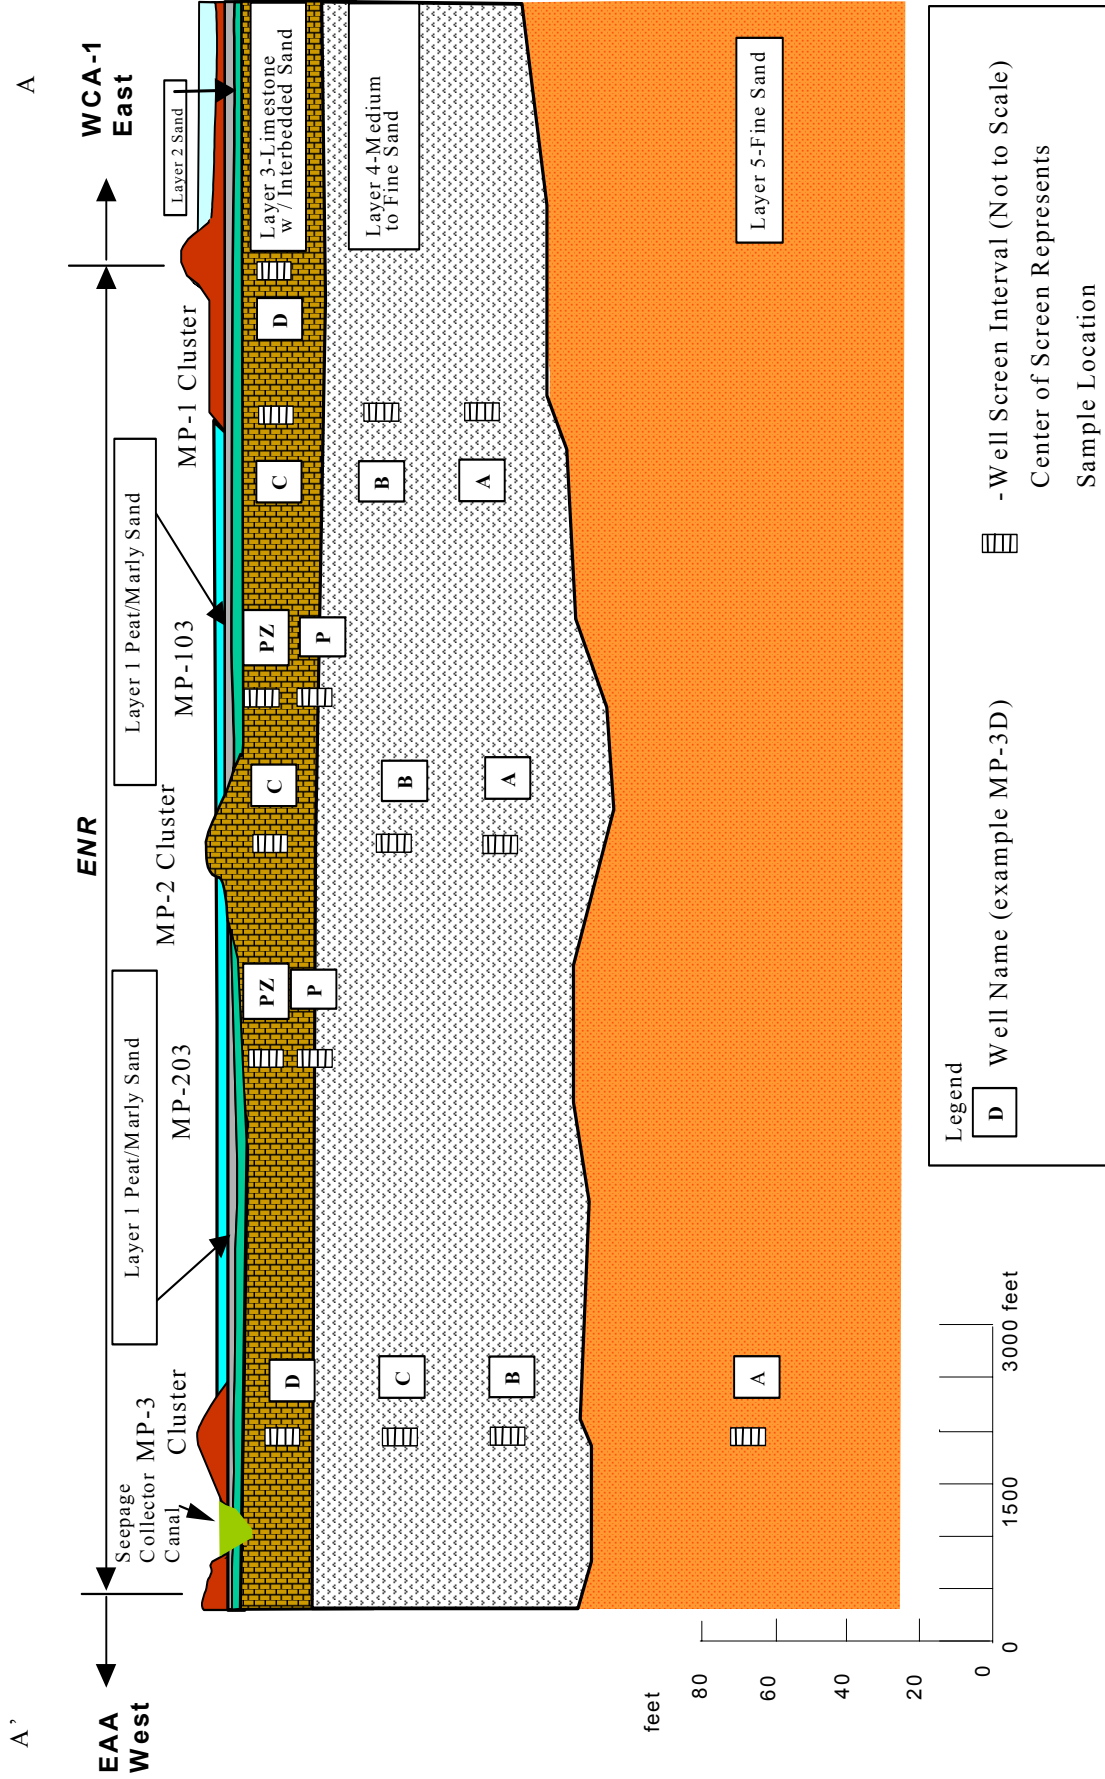 A'
A
EAA
West
ENR
WCA-1
East
Seepage
Collector
Canal
MP-3
Cluster
Layer 1 Peat/Marly Sand
MP-203
MP-2 Cluster
Layer 1 Peat/Marly Sand
MP-103
MP-1 Cluster
Layer 2 Sand
D
C
B
A
PZ
P
C
B
A
PZ
P
C
B
A
D
Layer 3-Limestone
w/ Interbedded Sand
Layer 4-Medium
to Fine Sand
Layer 5-Fine Sand
feet
80
60
40
20
0
0
1500
3000 feet
Legend
D
Well Name (example MP-3D)
-Well Screen Interval (Not to Scale)
Center of Screen Represents
Sample Location